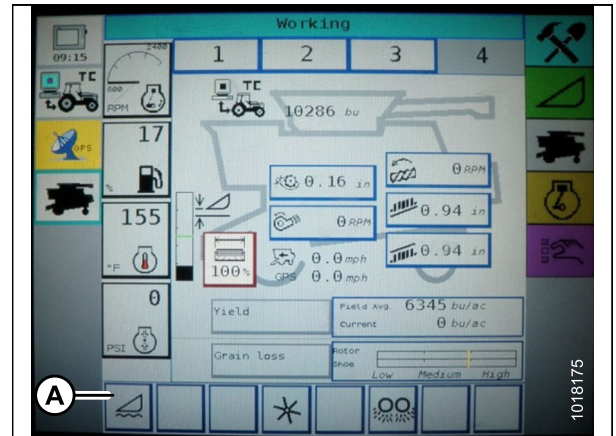 Working
09:15
2400
600
RPM
1 2 3 4
TC
TC
10286 bu
GPS
17
%
0.16 in
0 RPM
155
°F
0 RPM
0.94 in
100%
0.0 mph
GPS 0.0 mph
0.94 in
0
PSI
Yield
Field Avg. 6345 bu/ac
Current 0 bu/ac
Grain loss
Rotor
Shoe
Low Medium High
A
1018175